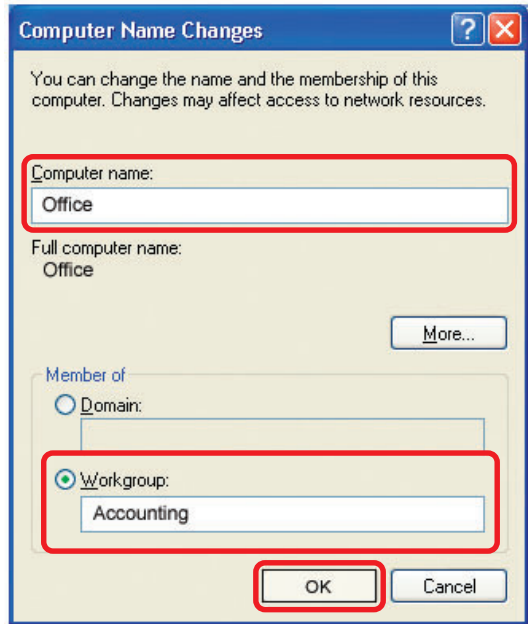 Computer Name Changes
You can change the name and the membership of this
computer. Changes may affect access to network resources.
Computer name:
Office
Full computer name:
Office
More...
Member of
Domain:
Workgroup:
Accounting
OK Cancel